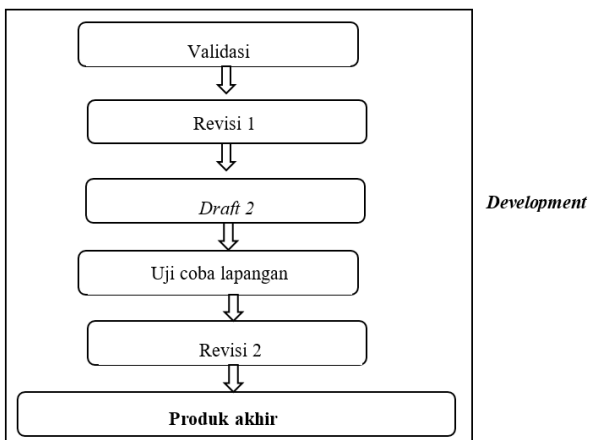 Validasi
Revisi 1
Draft 2
Development
Uji coba lapangan
Revisi 2
Produk akhir